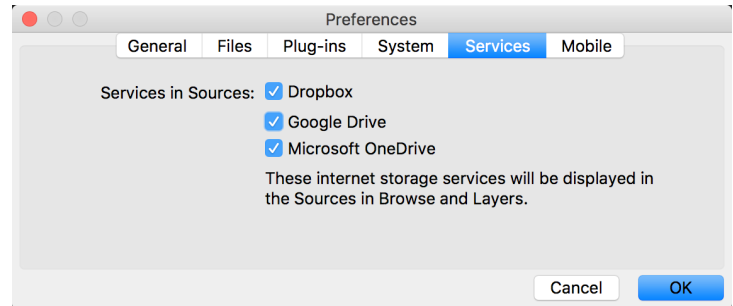 Preferences
General Files Plug-ins System Services Mobile
Services in Sources: Dropbox
Google Drive
Microsoft OneDrive
These internet storage services will be displayed in
the Sources in Browse and Layers.
Cancel OK